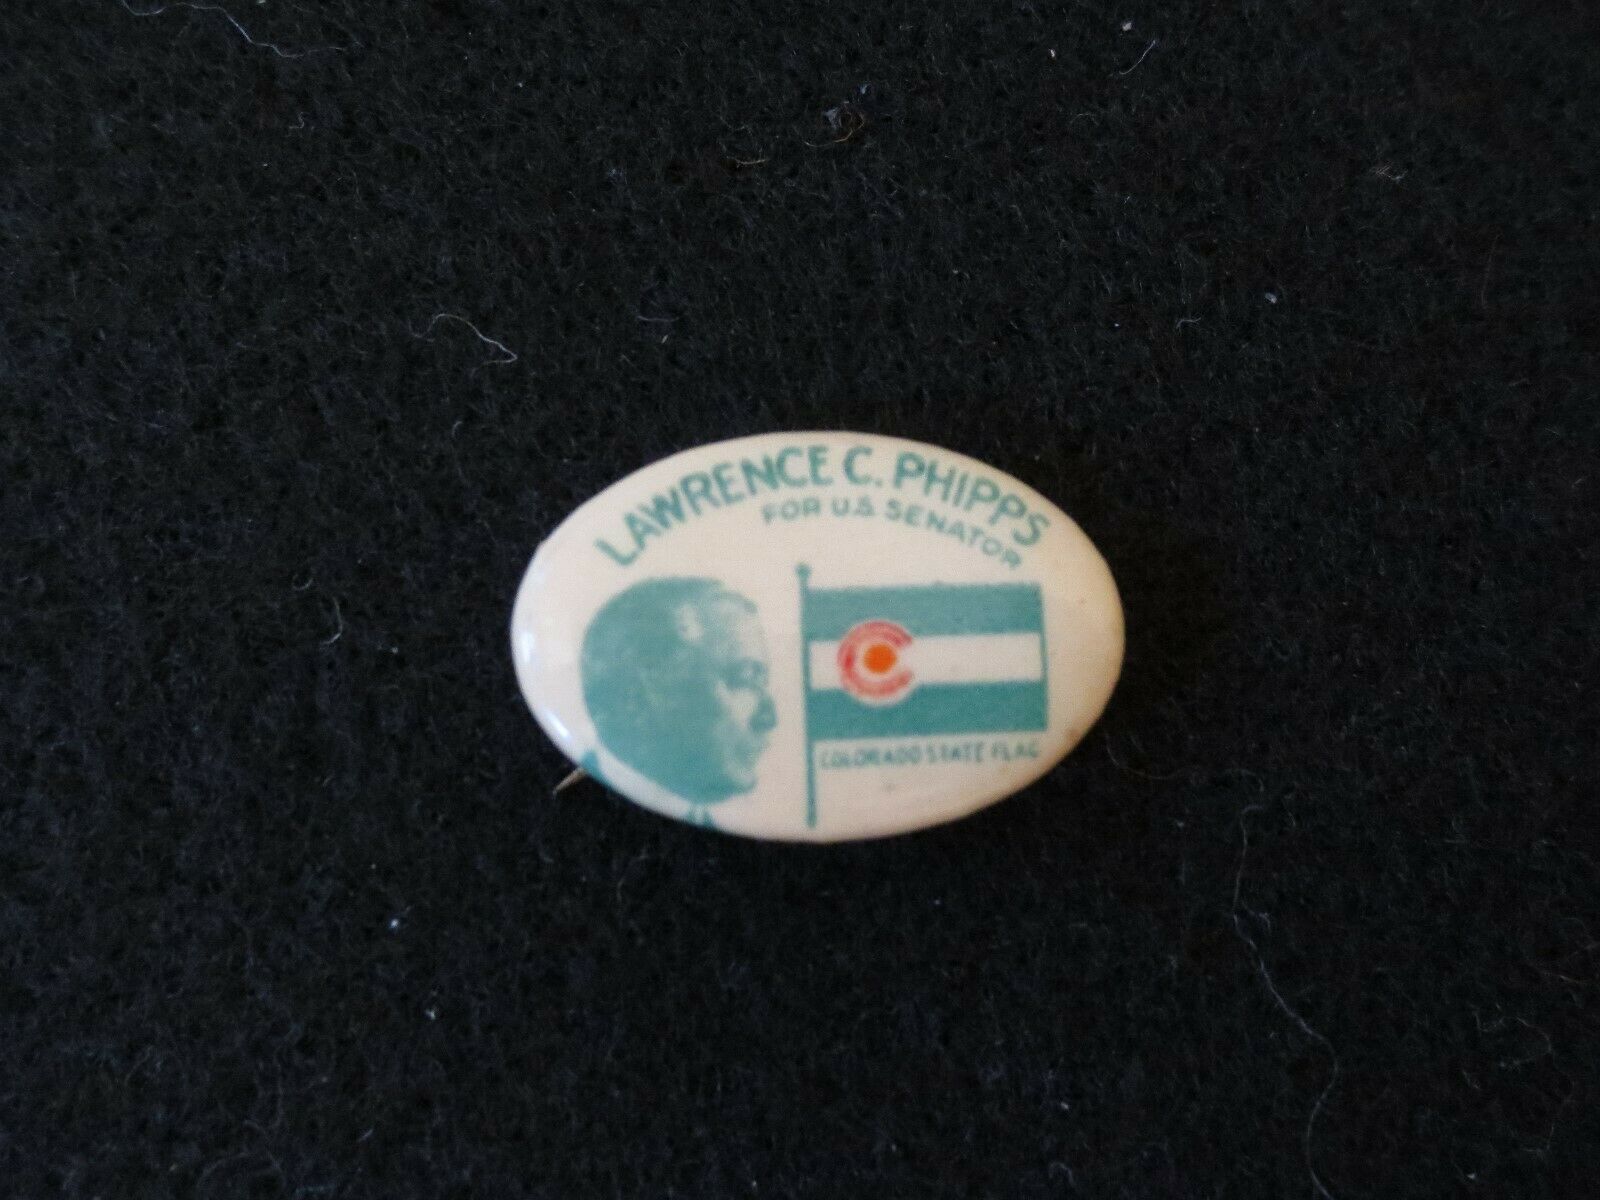 LAWRENCE C. PHIPPS
FOR U.S. SENATOR
COLORADO STATE FLAG